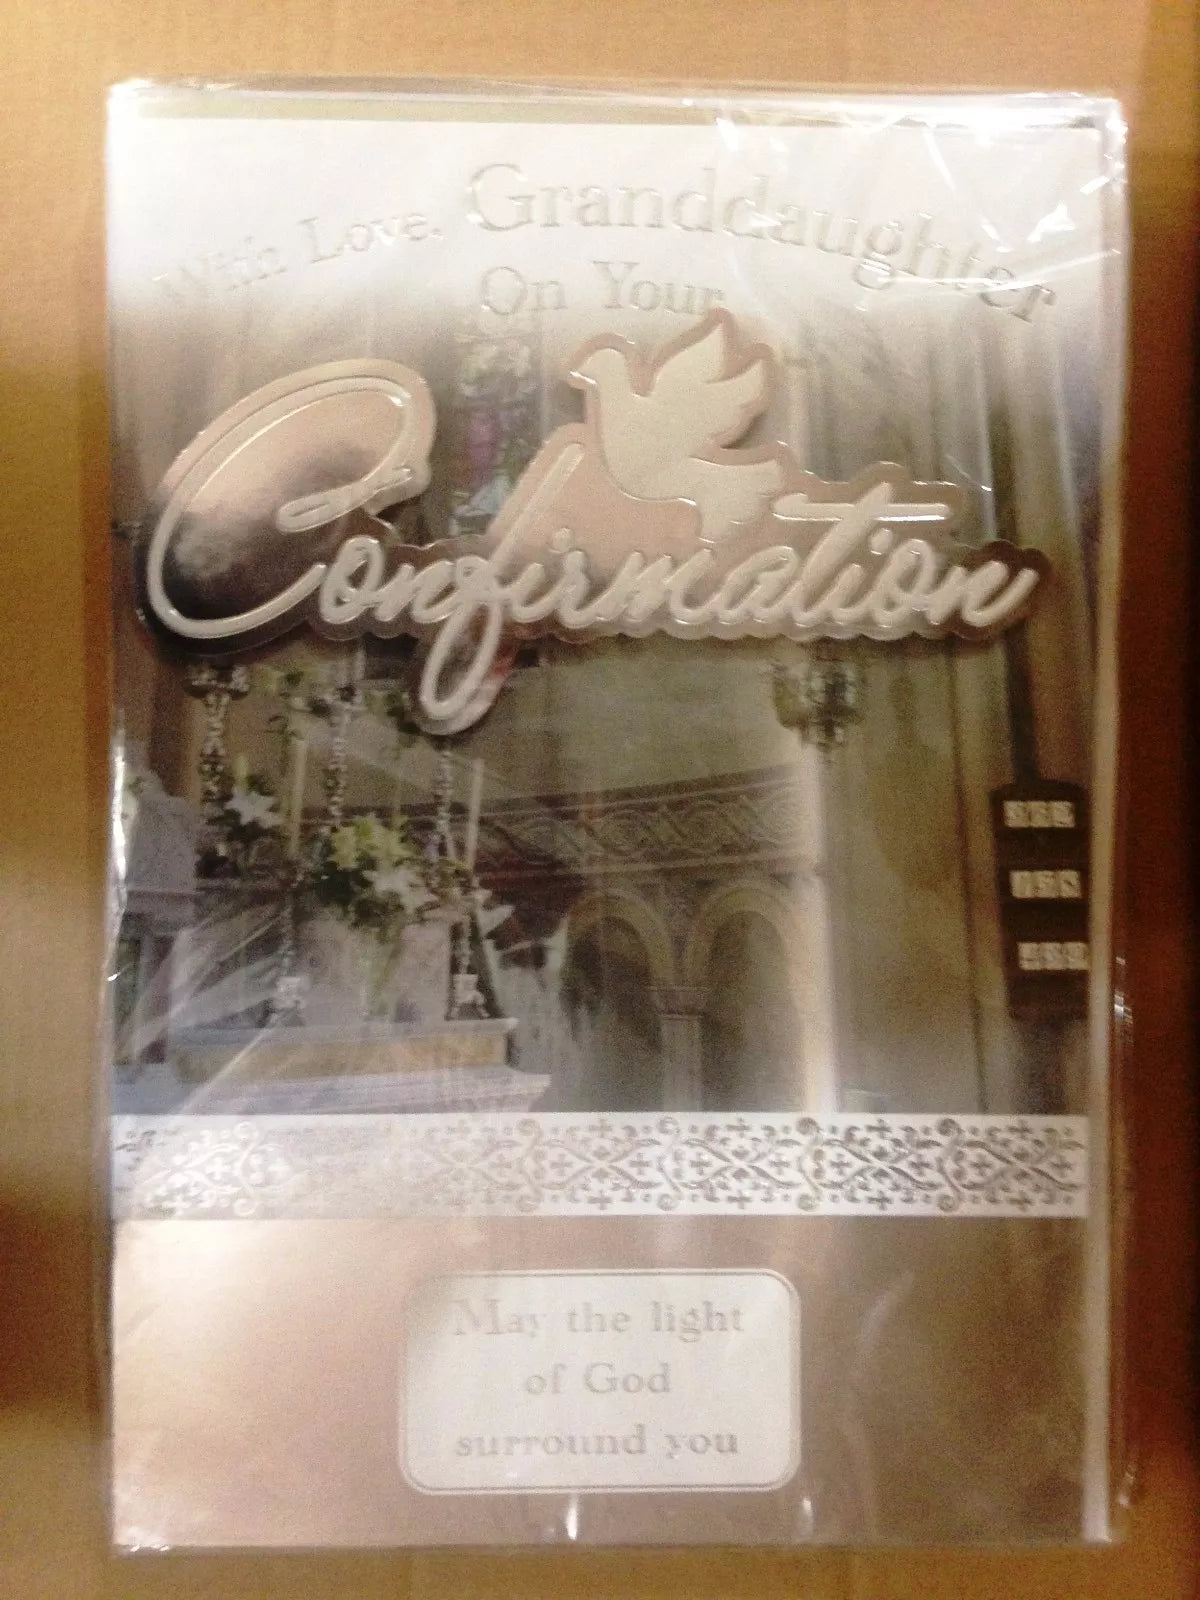 With Love, Granddaughter
On Your
Confirmation
May the light
of God
surround you